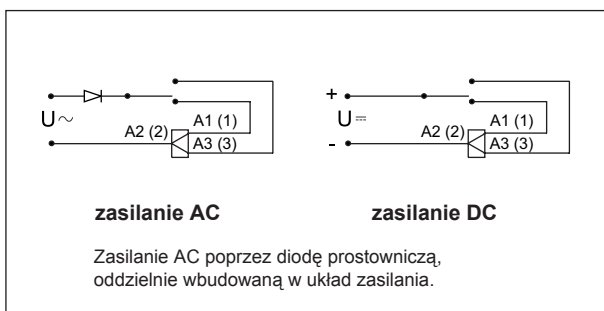 U~
A1 (1)
A2 (2)
A3 (3)
+
U⎓
-
A1 (1)
A2 (2)
A3 (3)
zasilanie AC
zasilanie DC
Zasilanie AC poprzez diodę prostowniczą,
oddzielnie wbudowaną w układ zasilania.